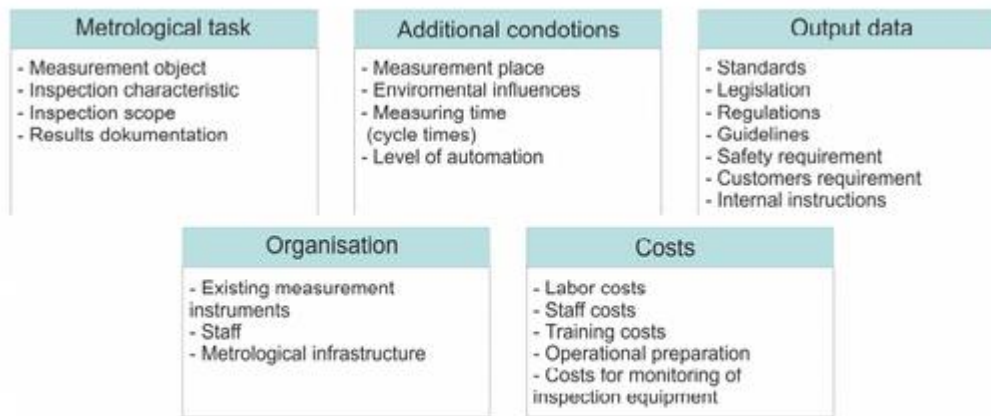 Metrological task
- Measurement object
- Inspection characteristic
- Inspection scope
- Results dokumentation
Additional condotions
- Measurement place
- Enviromental influences
- Measuring time
(cycle times)
- Level of automation
Output data
- Standards
- Legislation
- Regulations
- Guidelines
- Safety requirement
- Customers requirement
- Internal instructions
Organisation
- Existing measurement
instruments
- Staff
- Metrological infrastructure
Costs
- Labor costs
- Staff costs
- Training costs
- Operational preparation
- Costs for monitoring of
inspection equipment